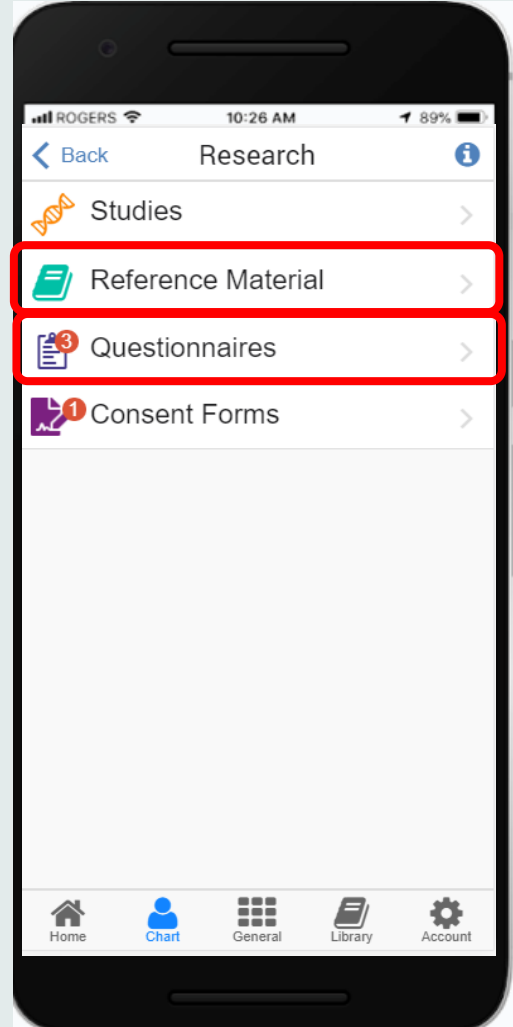 ROGERS 10:26 AM 89%
Back Research
Studies
Reference Material
3 Questionnaires
1 Consent Forms
Home Chart General Library Account